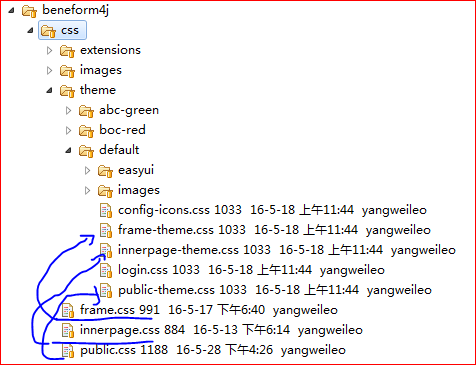 beneform4j
css
extensions
images
theme
abc-green
boc-red
default
easyui
images
config-icons.css 1033 16-5-18 上午11:44 yangweileo
frame-theme.css 1033 16-5-18 上午11:44 yangweileo
innerpage-theme.css 1033 16-5-18 上午11:44 yangweileo
login.css 1033 16-5-18 上午11:44 yangweileo
public-theme.css 1033 16-5-18 上午11:44 yangweileo
frame.css 991 16-5-17 下午6:40 yangweileo
innerpage.css 884 16-5-13 下午6:14 yangweileo
public.css 1188 16-5-28 下午4:26 yangweileo